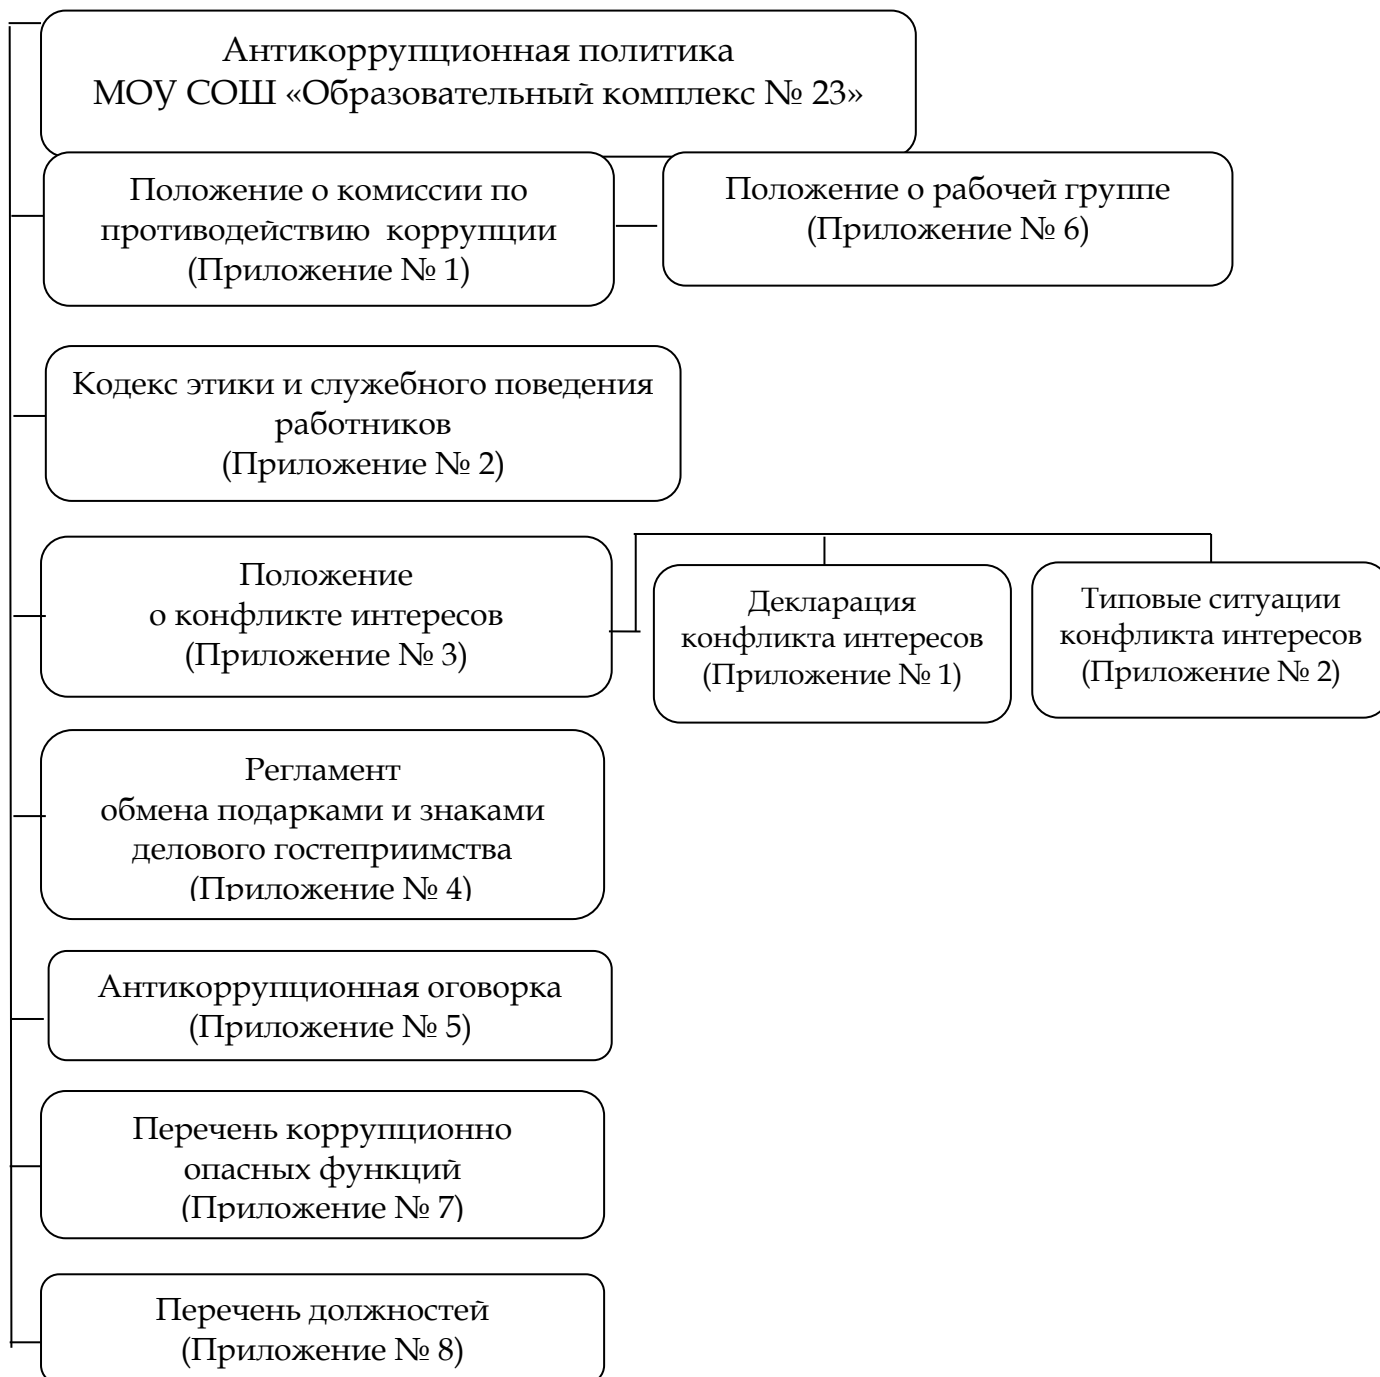 Антикоррупционная политика
МОУ СОШ «Образовательный комплекс № 23»
Положение о комиссии по
противодействию коррупции
(Приложение № 1)
Положение о рабочей группе
(Приложение № 6)
Кодекс этики и служебного поведения
работников
(Приложение № 2)
Положение
о конфликте интересов
(Приложение № 3)
Декларация
конфликта интересов
(Приложение № 1)
Типовые ситуации
конфликта интересов
(Приложение № 2)
Регламент
обмена подарками и знаками
делового гостеприимства
(Приложение № 4)
Антикоррупционная оговорка
(Приложение № 5)
Перечень коррупционно
опасных функций
(Приложение № 7)
Перечень должностей
(Приложение № 8)